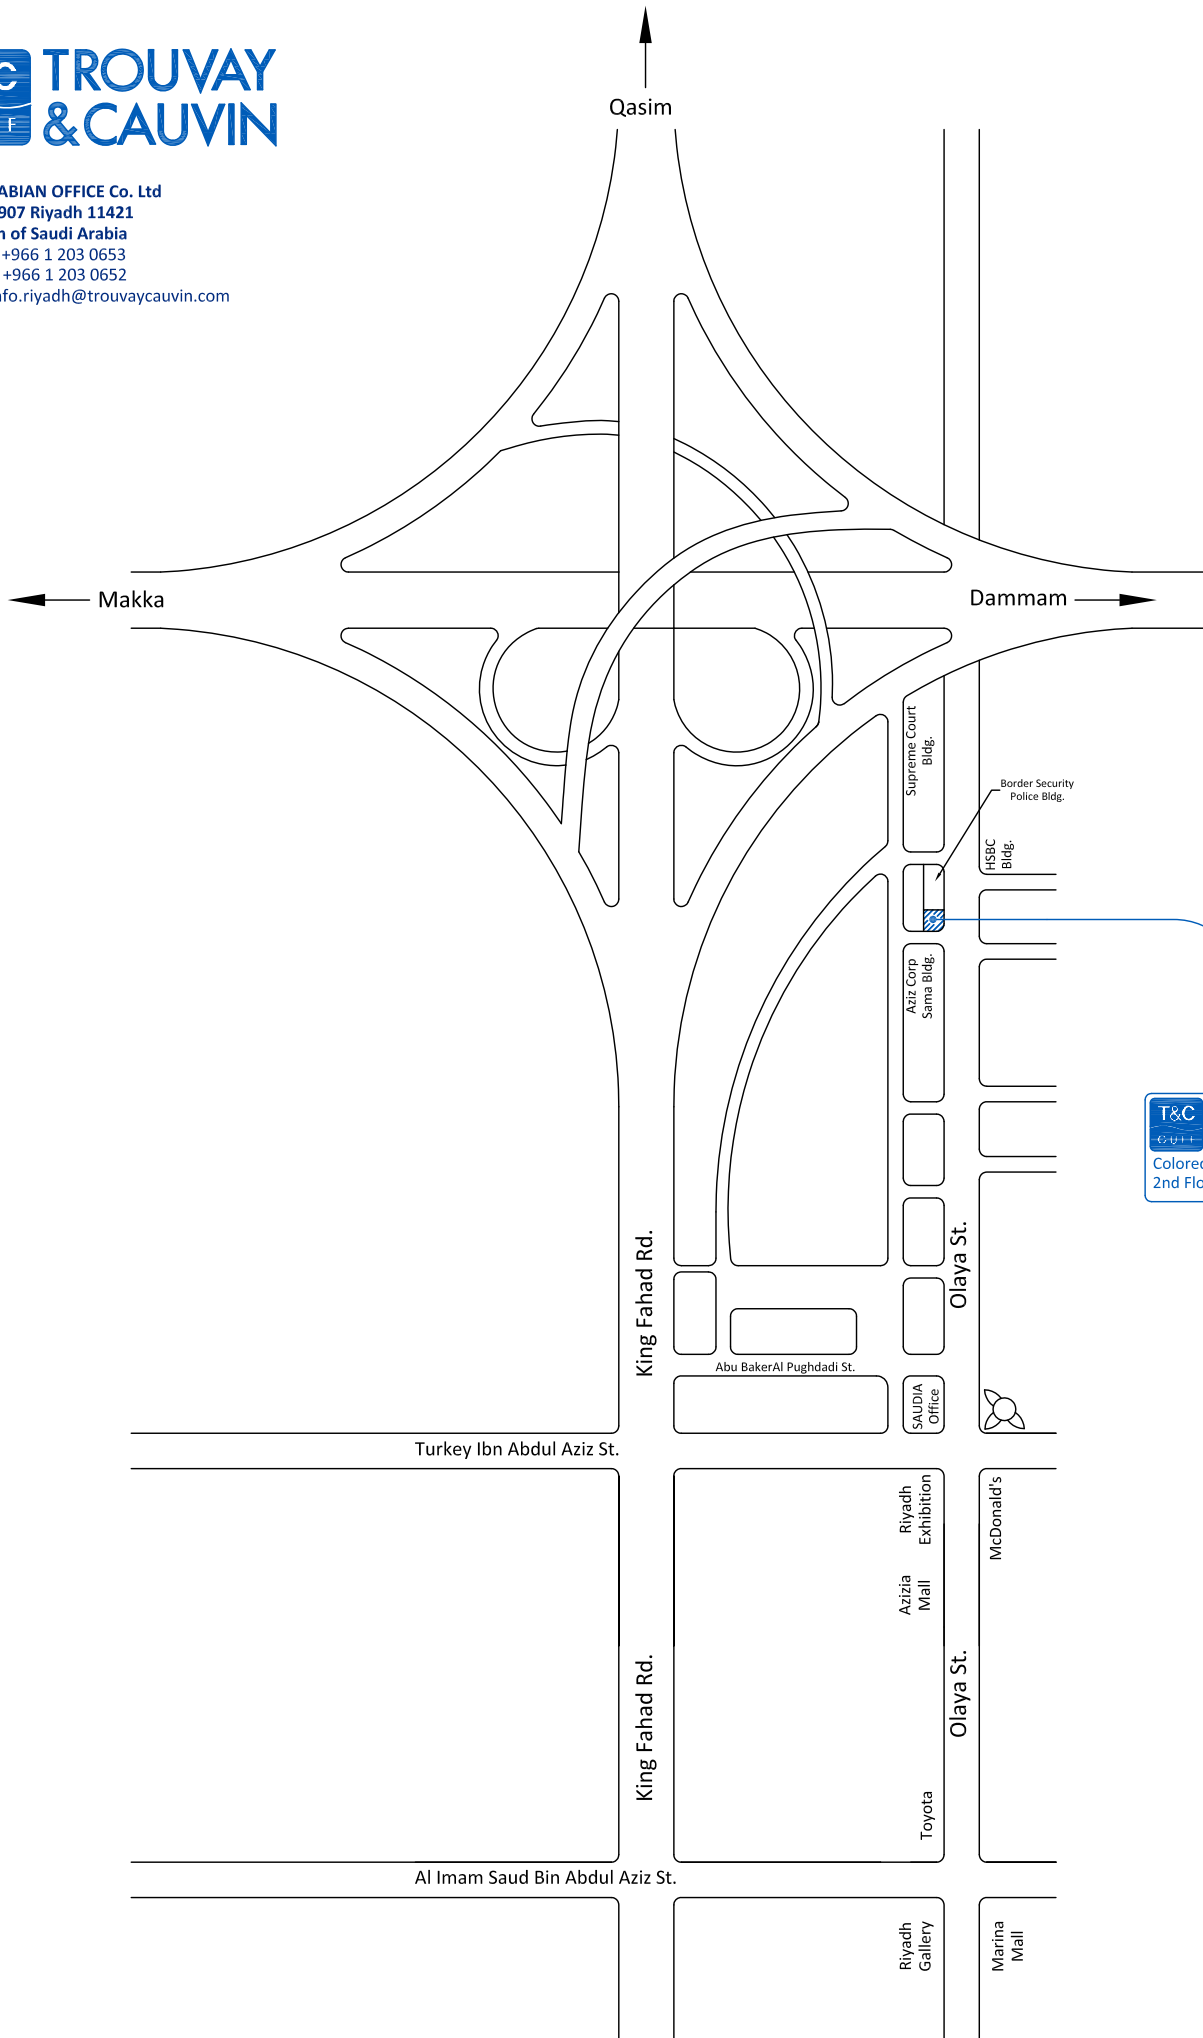 Qasim
C TROUVAY
F &CAUVIN
ABIAN OFFICE Co. Ltd
907 Riyadh 11421
n of Saudi Arabia
+966 1 203 0653
+966 1 203 0652
nfo.riyadh@trouvaycauvin.com
Makka
Dammam
Supreme Court
Bldg.
Border Security
Police Bldg.
HSBC
Bldg.
Aziz Corp
Sama Bldg.
T&C
GULF
Colored
2nd Flo
King Fahad Rd.
Olaya St.
Abu BakerAl Pughdadi St.
SAUDIA
Office
Turkey Ibn Abdul Aziz St.
Riyadh
Exhibition
McDonald's
Azizia
Mall
King Fahad Rd.
Olaya St.
Toyota
Al Imam Saud Bin Abdul Aziz St.
Riyadh
Gallery
Marina
Mall